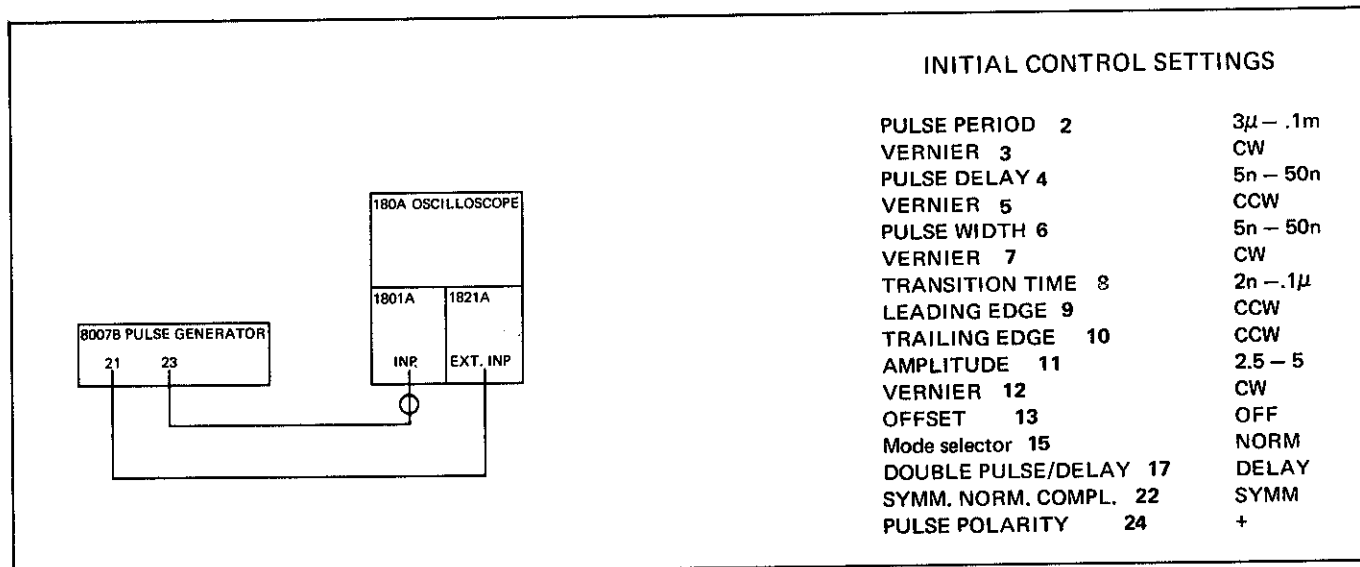 INITIAL CONTROL SETTINGS
PULSE PERIOD 2 3µ – .1m
VERNIER 3 CW
PULSE DELAY 4 5n – 50n
VERNIER 5 CCW
PULSE WIDTH 6 5n – 50n
VERNIER 7 CW
TRANSITION TIME 8 2n – .1µ
LEADING EDGE 9 CCW
TRAILING EDGE 10 CCW
AMPLITUDE 11 2.5 – 5
VERNIER 12 CW
OFFSET 13 OFF
Mode selector 15 NORM
DOUBLE PULSE/DELAY 17 DELAY
SYMM. NORM. COMPL. 22 SYMM
PULSE POLARITY 24 +
180A OSCILLOSCOPE
1801A 1821A
INP. EXT. INP
8007B PULSE GENERATOR
21 23